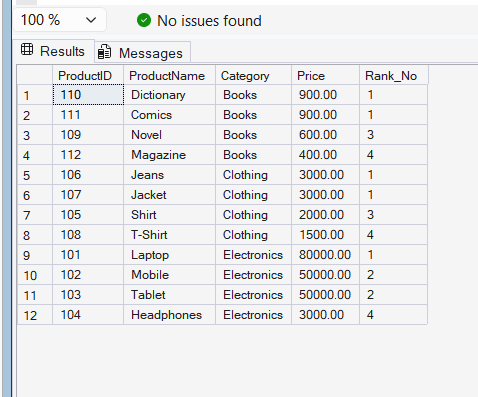 100 % No issues found
Results Messages
ProductID ProductName Category Price Rank_No
1 110 Dictionary Books 900.00 1
2 111 Comics Books 900.00 1
3 109 Novel Books 600.00 3
4 112 Magazine Books 400.00 4
5 106 Jeans Clothing 3000.00 1
6 107 Jacket Clothing 3000.00 1
7 105 Shirt Clothing 2000.00 3
8 108 T-Shirt Clothing 1500.00 4
9 101 Laptop Electronics 80000.00 1
10 102 Mobile Electronics 50000.00 2
11 103 Tablet Electronics 50000.00 2
12 104 Headphones Electronics 3000.00 4